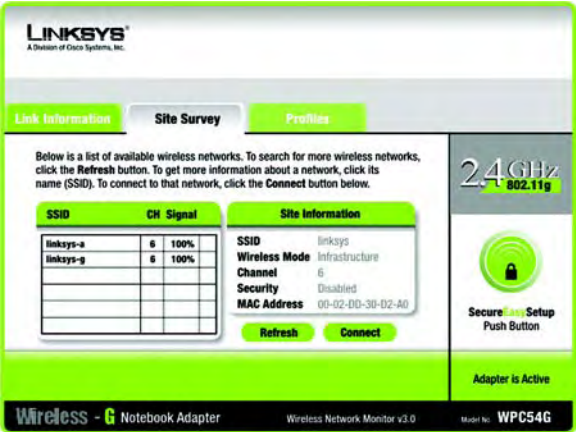 LINKSYS®
A Division of Cisco Systems, Inc.
Link Information
Site Survey
Profiles
Below is a list of available wireless networks. To search for more wireless networks,
click the Refresh button. To get more information about a network, click its
name (SSID). To connect to that network, click the Connect button below.
SSID CH Signal
linksys-a 6 100%
linksys-g 6 100%
Site Information
SSID linksys
Wireless Mode Infrastructure
Channel 6
Security Disabled
MAC Address 00-02-DD-30-D2-A0
Refresh Connect
2.4GHz
802.11g
SecureEasySetup
Push Button
Adapter is Active
Wireless - G Notebook Adapter
Wireless Network Monitor v3.0
Model No. WPC54G